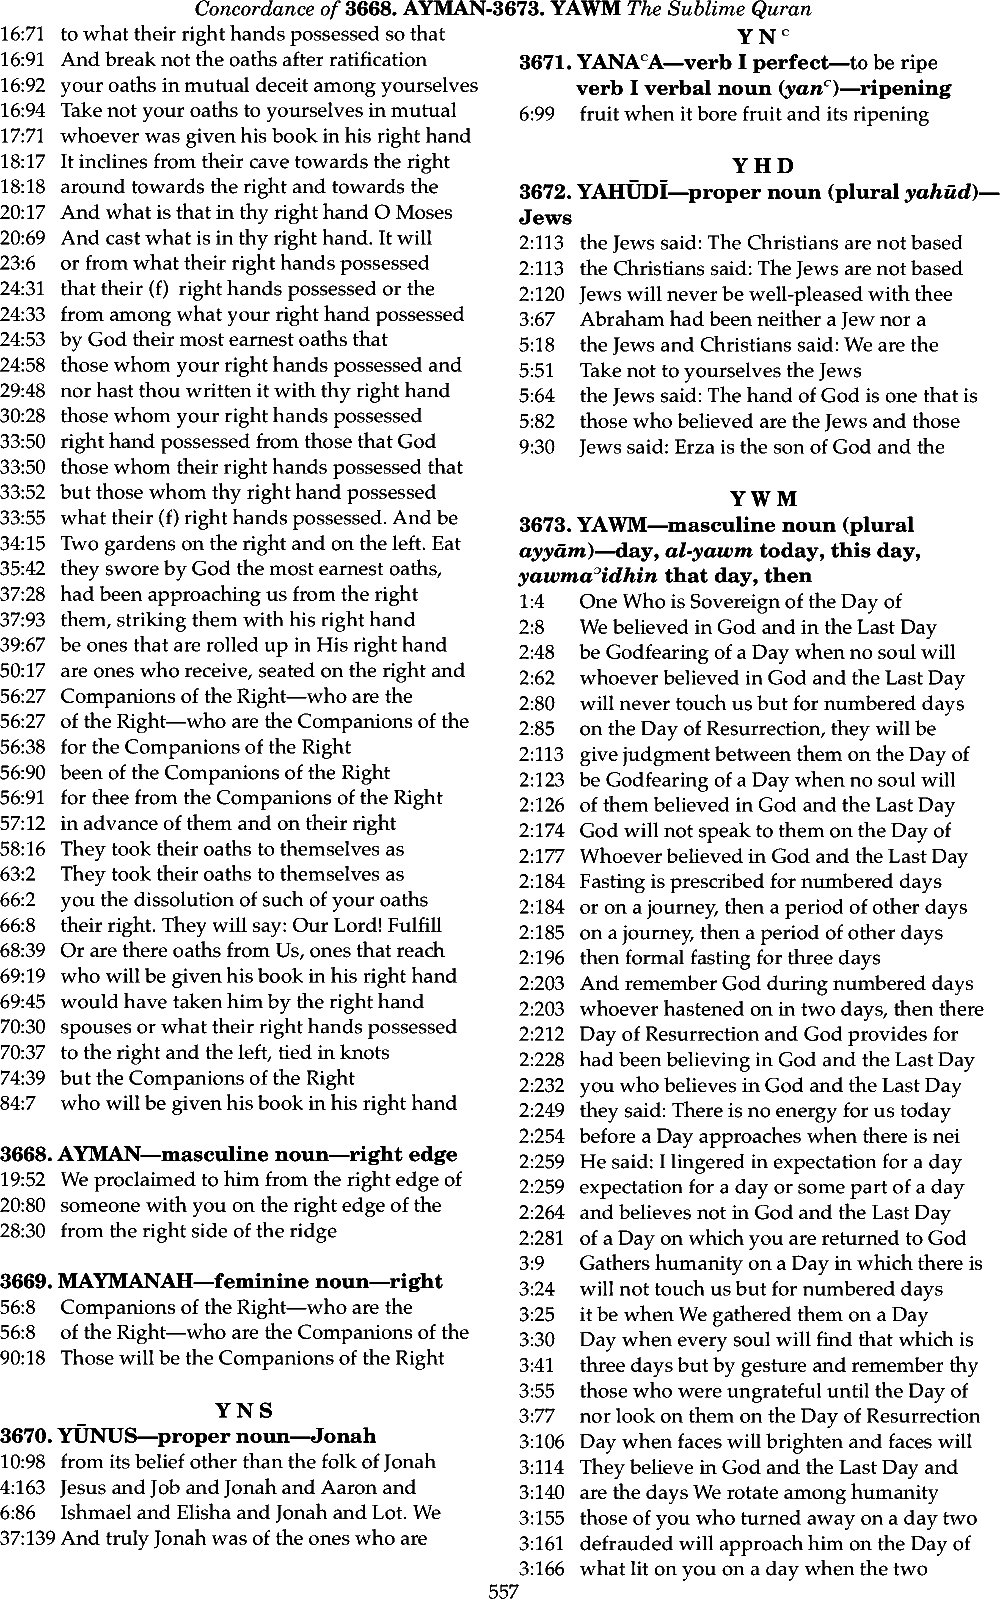 Concordance of 3668. AYMAN-3673. YAWM The Sublime Quran
16:71 to what their right hands possessed so that
16:91 And break not the oaths after ratification
16:92 your oaths in mutual deceit among yourselves
16:94 Take not your oaths to yourselves in mutual
17:71 whoever was given his book in his right hand
18:17 It inclines from their cave towards the right
18:18 around towards the right and towards the
20:17 And what is that in thy right hand O Moses
20:69 And cast what is in thy right hand. It will
23:6 or from what their right hands possessed
24:31 that their (f) right hands possessed or the
24:33 from among what your right hand possessed
24:53 by God their most earnest oaths that
24:58 those whom your right hands possessed and
29:48 nor hast thou written it with thy right hand
30:28 those whom your right hands possessed
33:50 right hand possessed from those that God
33:50 those whom their right hands possessed that
33:52 but those whom thy right hand possessed
33:55 what their (f) right hands possessed. And be
34:15 Two gardens on the right and on the left. Eat
35:42 they swore by God the most earnest oaths,
37:28 had been approaching us from the right
37:93 them, striking them with his right hand
39:67 be ones that are rolled up in His right hand
50:17 are ones who receive, seated on the right and
56:27 Companions of the Right—who are the
56:27 of the Right—who are the Companions of the
56:38 for the Companions of the Right
56:90 been of the Companions of the Right
56:91 for thee from the Companions of the Right
57:12 in advance of them and on their right
58:16 They took their oaths to themselves as
63:2 They took their oaths to themselves as
66:2 you the dissolution of such of your oaths
66:8 their right. They will say: Our Lord! Fulfill
68:39 Or are there oaths from Us, ones that reach
69:19 who will be given his book in his right hand
69:45 would have taken him by the right hand
70:30 spouses or what their right hands possessed
70:37 to the right and the left, tied in knots
74:39 but the Companions of the Right
84:7 who will be given his book in his right hand
3668. AYMAN—masculine noun—right edge
19:52 We proclaimed to him from the right edge of
20:80 someone with you on the right edge of the
28:30 from the right side of the ridge
3669. MAYMANAH—feminine noun—right
56:8 Companions of the Right—who are the
56:8 of the Right—who are the Companions of the
90:18 Those will be the Companions of the Right
Y N S
3670. YŪNUS—proper noun—Jonah
10:98 from its belief other than the folk of Jonah
4:163 Jesus and Job and Jonah and Aaron and
6:86 Ishmael and Elisha and Jonah and Lot. We
37:139 And truly Jonah was of the ones who are
Y N ᶜ
3671. YANAᶜA—verb I perfect—to be ripe
verb I verbal noun (yanᶜ)—ripening
6:99 fruit when it bore fruit and its ripening
Y H D
3672. YAHŪDĪ—proper noun (plural yahūd)—
Jews
2:113 the Jews said: The Christians are not based
2:113 the Christians said: The Jews are not based
2:120 Jews will never be well-pleased with thee
3:67 Abraham had been neither a Jew nor a
5:18 the Jews and Christians said: We are the
5:51 Take not to yourselves the Jews
5:64 the Jews said: The hand of God is one that is
5:82 those who believed are the Jews and those
9:30 Jews said: Erza is the son of God and the
Y W M
3673. YAWM—masculine noun (plural
ayyām)—day, al-yawm today, this day,
yawmaʾidhin that day, then
1:4 One Who is Sovereign of the Day of
2:8 We believed in God and in the Last Day
2:48 be Godfearing of a Day when no soul will
2:62 whoever believed in God and the Last Day
2:80 will never touch us but for numbered days
2:85 on the Day of Resurrection, they will be
2:113 give judgment between them on the Day of
2:123 be Godfearing of a Day when no soul will
2:126 of them believed in God and the Last Day
2:174 God will not speak to them on the Day of
2:177 Whoever believed in God and the Last Day
2:184 Fasting is prescribed for numbered days
2:184 or on a journey, then a period of other days
2:185 on a journey, then a period of other days
2:196 then formal fasting for three days
2:203 And remember God during numbered days
2:203 whoever hastened on in two days, then there
2:212 Day of Resurrection and God provides for
2:228 had been believing in God and the Last Day
2:232 you who believes in God and the Last Day
2:249 they said: There is no energy for us today
2:254 before a Day approaches when there is nei
2:259 He said: I lingered in expectation for a day
2:259 expectation for a day or some part of a day
2:264 and believes not in God and the Last Day
2:281 of a Day on which you are returned to God
3:9 Gathers humanity on a Day in which there is
3:24 will not touch us but for numbered days
3:25 it be when We gathered them on a Day
3:30 Day when every soul will find that which is
3:41 three days but by gesture and remember thy
3:55 those who were ungrateful until the Day of
3:77 nor look on them on the Day of Resurrection
3:106 Day when faces will brighten and faces will
3:114 They believe in God and the Last Day and
3:140 are the days We rotate among humanity
3:155 those of you who turned away on a day two
3:161 defrauded will approach him on the Day of
3:166 what lit on you on a day when the two
557